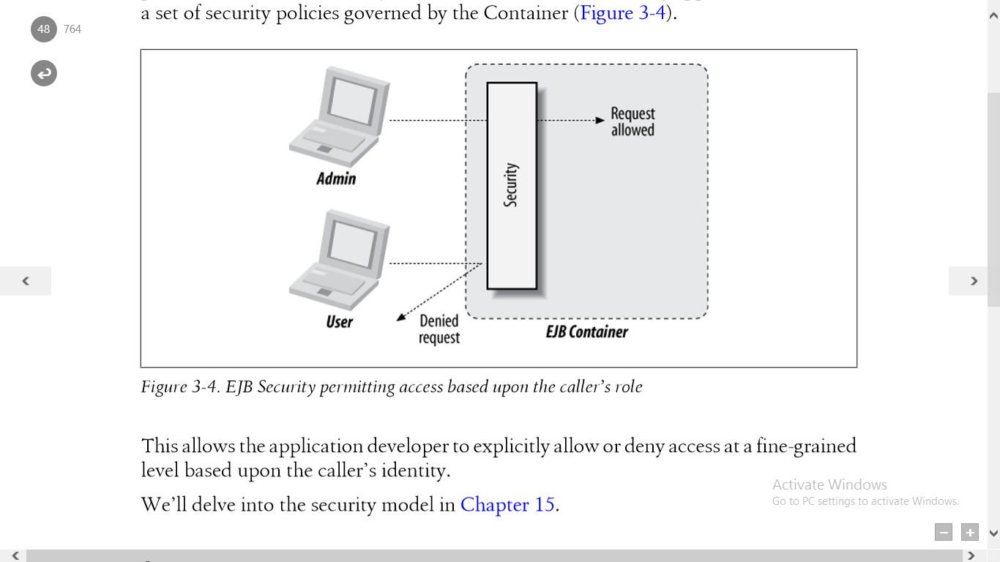 a set of security policies governed by the Container (Figure 3-4).
48 764
Request
allowed
Security
Admin
User
Denied
request
EJB Container
Figure 3-4. EJB Security permitting access based upon the caller’s role
This allows the application developer to explicitly allow or deny access at a fine-grained
level based upon the caller’s identity.
We’ll delve into the security model in Chapter 15.
Activate Windows
Go to PC settings to activate Windows.